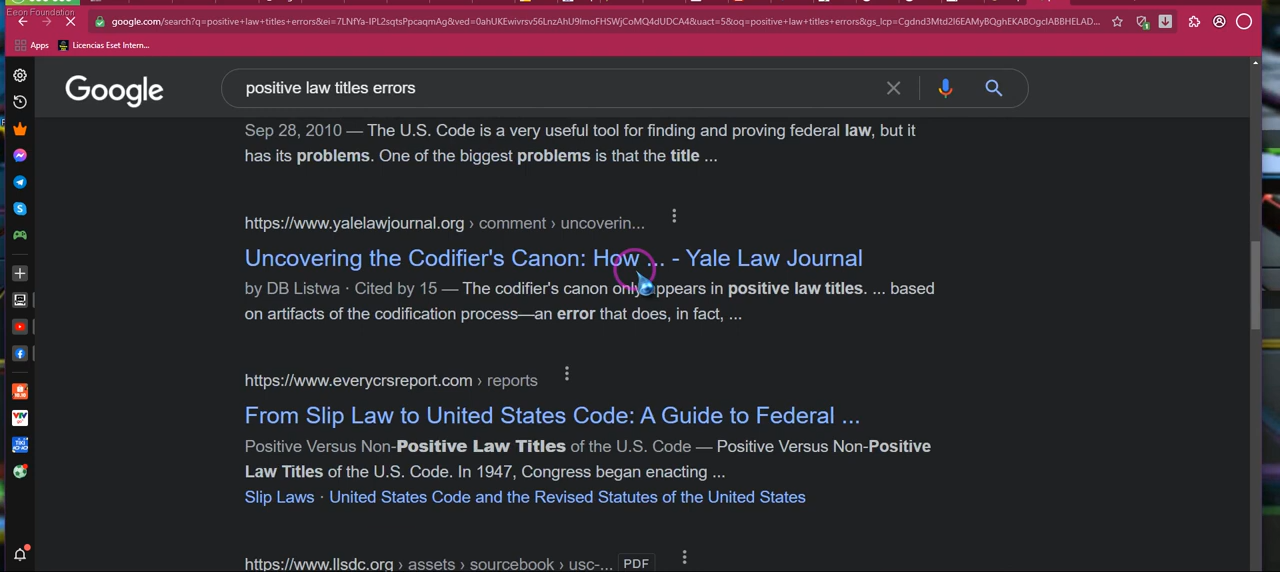 Eeon Foundation
google.com/search?q=positive+law+titles+errors&ei=7LNfYa-IPL2sqtsPpcaqmAg&ved=0ahUKEwivrsv56LnzAhU9lmoFHSWjCoMQ4dUDCA4&uact=5&oq=positive+law+titles+errors&gs_lcp=Cgdnd3Mtd2l6EAMyBQghEKABOgcIABBHELAD...
Apps
Licencias Eset Intern...
Google
positive law titles errors
Sep 28, 2010 — The U.S. Code is a very useful tool for finding and proving federal law, but it
has its problems. One of the biggest problems is that the title ...
https://www.yalelawjournal.org › comment › uncoverin...
Uncovering the Codifier's Canon: How ... - Yale Law Journal
by DB Listwa · Cited by 15 — The codifier's canon only appears in positive law titles. ... based
on artifacts of the codification process—an error that does, in fact, ...
https://www.everycrsreport.com › reports
From Slip Law to United States Code: A Guide to Federal ...
Positive Versus Non-Positive Law Titles of the U.S. Code — Positive Versus Non-Positive
Law Titles of the U.S. Code. In 1947, Congress began enacting ...
Slip Laws · United States Code and the Revised Statutes of the United States
https://www.llsdc.org › assets › sourcebook › usc-...
PDF